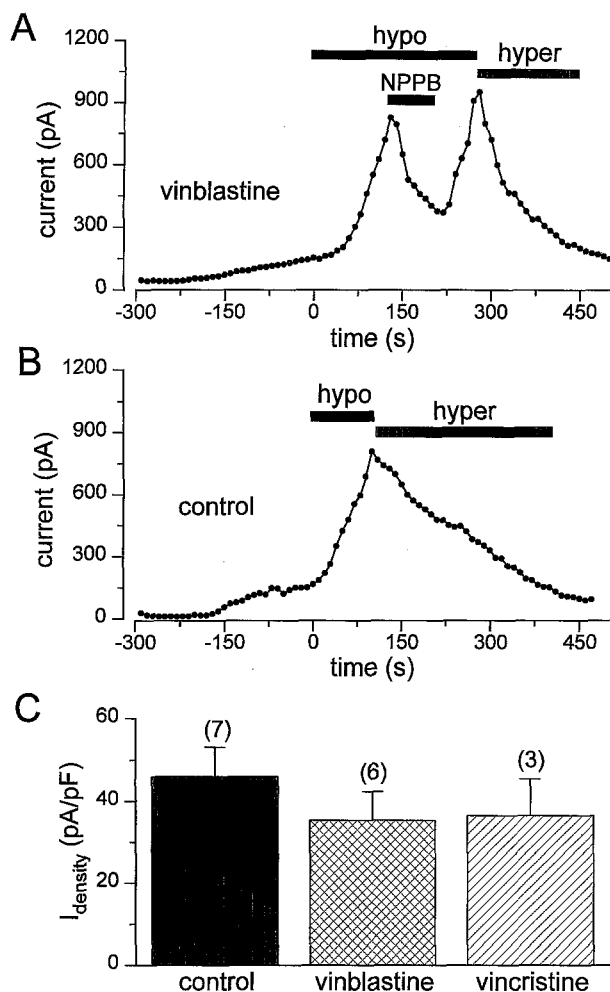 A
1200
hypo
hyper
NPPB
900
600
vinblastine
300
0
current (pA)
-300 -150 0 150 300 450
time (s)
B
1200
hypo
hyper
900
600
control
300
0
current (pA)
-300 -150 0 150 300 450
time (s)
C
60
(7)
(6)
(3)
40
20
0
I density (pA/pF)
control vinblastine vincristine